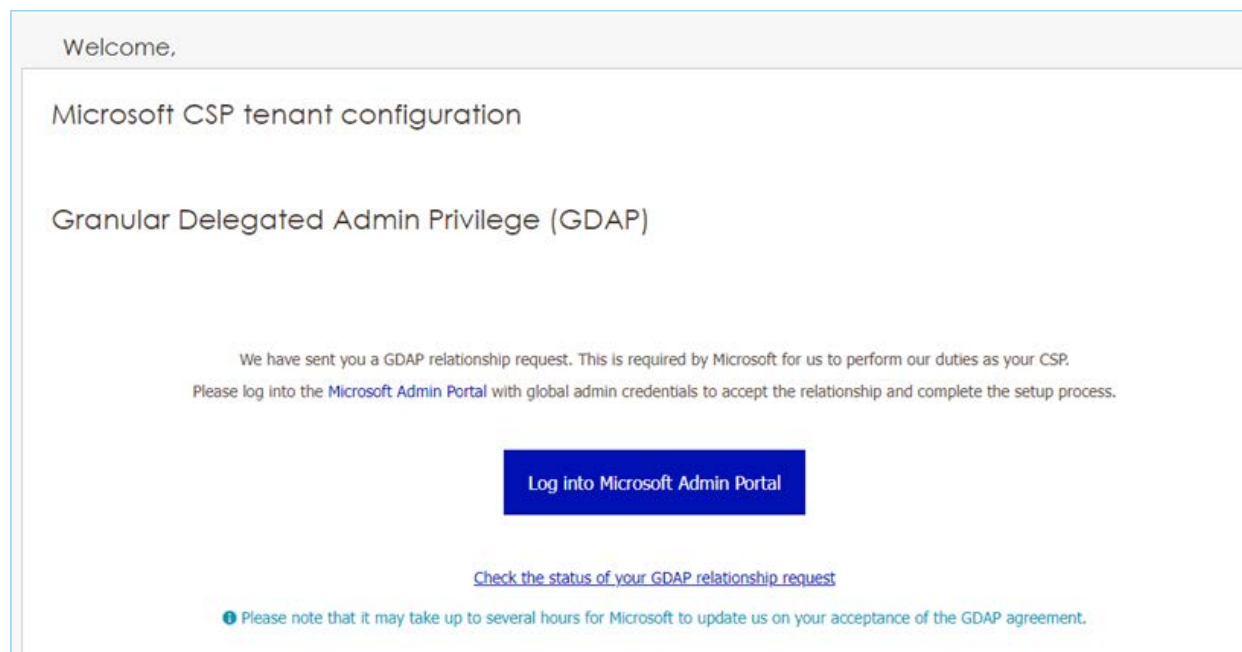 Welcome,
Microsoft CSP tenant configuration
Granular Delegated Admin Privilege (GDAP)
We have sent you a GDAP relationship request. This is required by Microsoft for us to perform our duties as your CSP.
Please log into the Microsoft Admin Portal with global admin credentials to accept the relationship and complete the setup process.
Log into Microsoft Admin Portal
Check the status of your GDAP relationship request
Please note that it may take up to several hours for Microsoft to update us on your acceptance of the GDAP agreement.